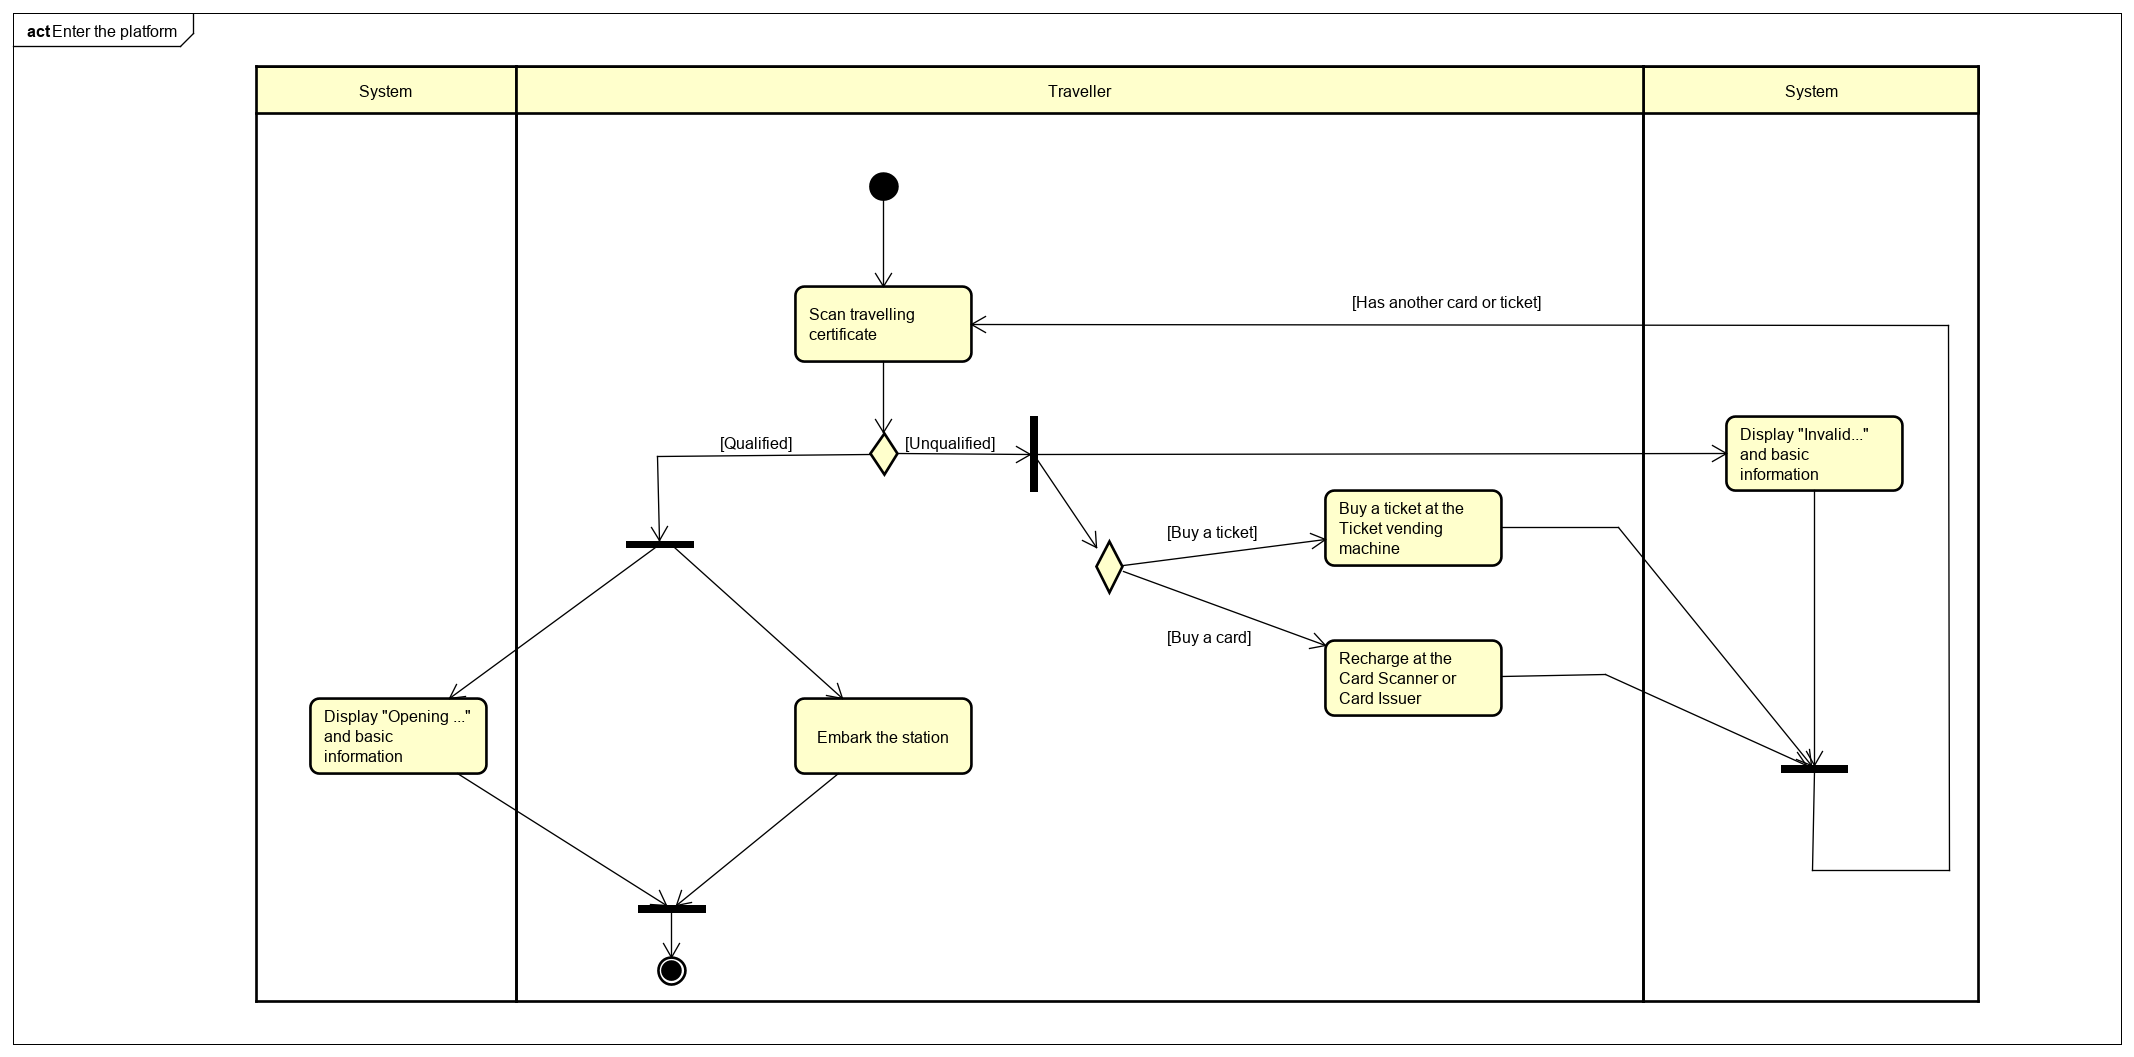 act Enter the platform
System
Traveller
System
Scan travelling
certificate
[Has another card or ticket]
[Qualified]
[Unqualified]
Display "Invalid..."
and basic
information
Buy a ticket at the
Ticket vending
machine
[Buy a ticket]
[Buy a card]
Recharge at the
Card Scanner or
Card Issuer
Display "Opening ..."
and basic
information
Embark the station